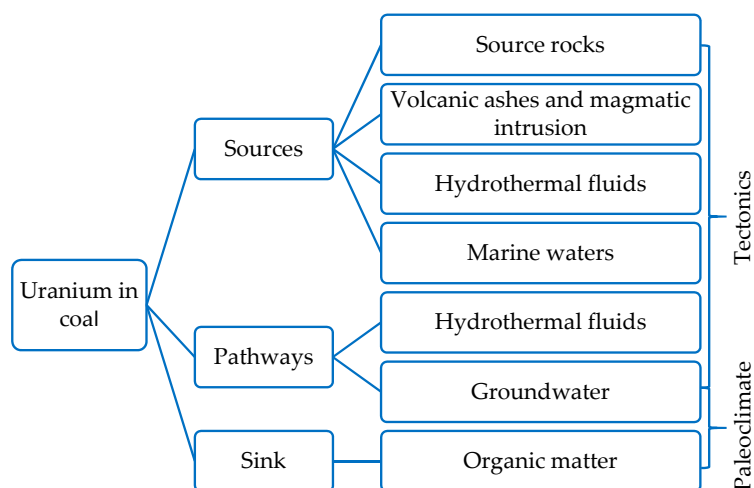 Source rocks
Volcanic ashes and magmatic
intrusion
Sources
Hydrothermal fluids
Marine waters
Tectonics
Uranium in
coal
Hydrothermal fluids
Pathways
Groundwater
Sink
Organic matter
Paleoclimate